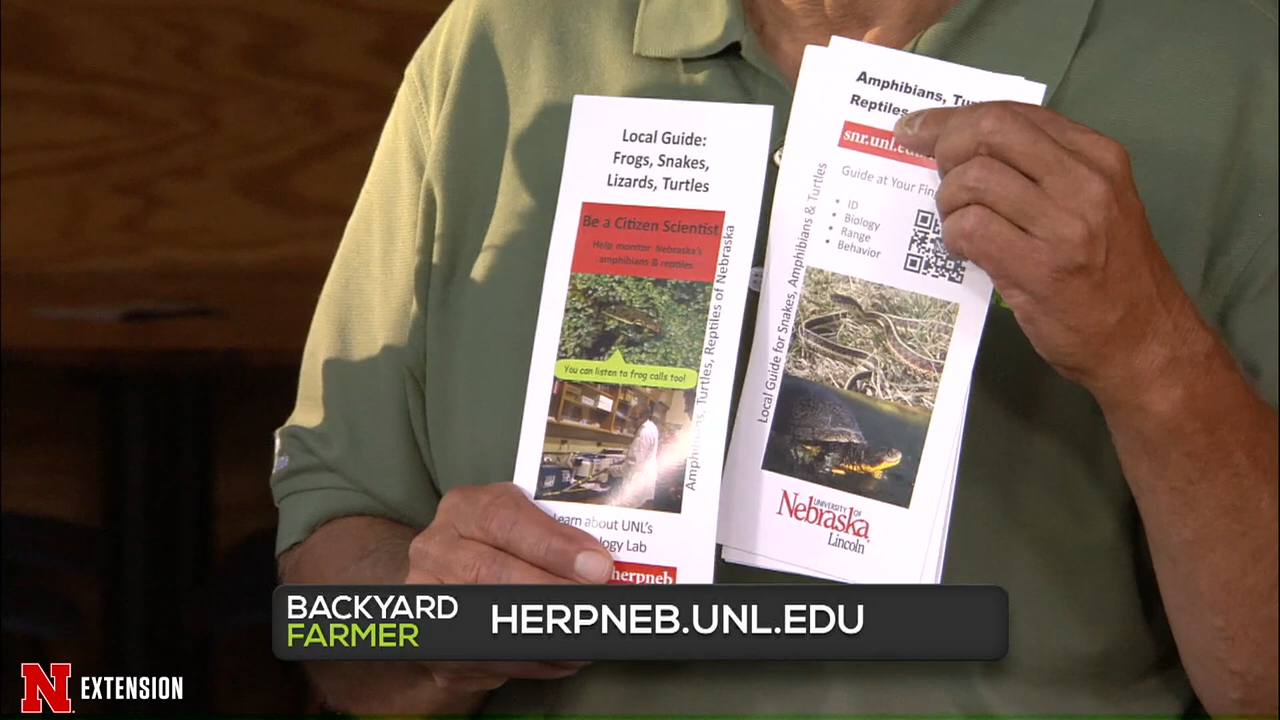 Local Guide:
Frogs, Snakes,
Lizards, Turtles
Be a Citizen Scientist
Help monitor Nebraska's
amphibians & reptiles
You can listen to frog calls too!
Amphibians, Turtles, Reptiles of Nebraska
Learn about UNL's
logy Lab
herpneb
Amphibians, Tur
Reptiles
snr.unl.ed
Guide at Your Fin
• ID
• Biology
• Range
• Behavior
Local Guide for Snakes, Amphibians & Turtles
UNIVERSITY OF
Nebraska
Lincoln
BACKYARD
FARMER
HERPNEB.UNL.EDU
N EXTENSION